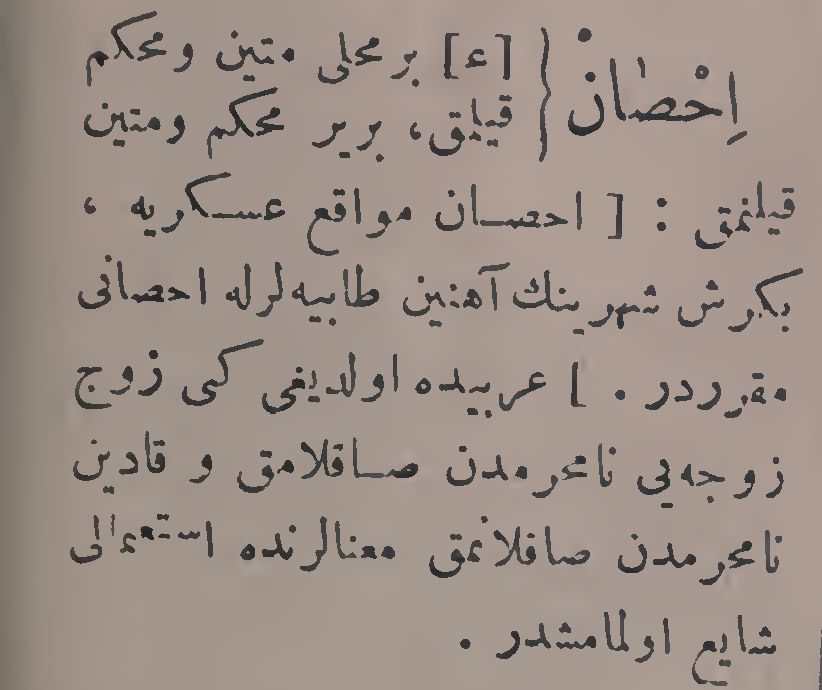 اِحْصان { [ع] بر محلی متین ومحکم
قیلمق، بریر محکم ومتین
قیلنمق : [ احصان مواقع عسکریه ،
بکرش شهرینك آهنین طابیه‌لرله احصانی
مقرردر . ] عربیده اولدیغی کبی زوج
زوجه‌یی نامحرمدن صاقلامق و قادین
نامحرمدن صاقلانمق معنالرنده استعمالی
شایع اولمامشدر .